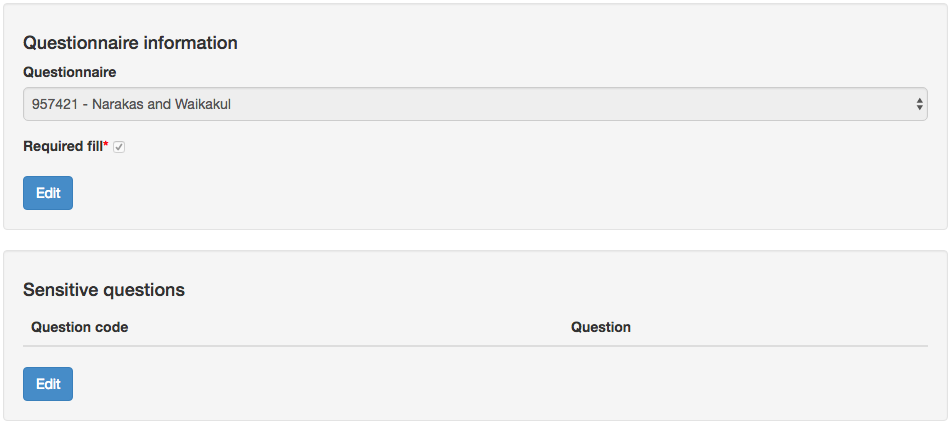 Questionnaire information
Questionnaire
957421 - Narakas and Waikakul
Required fill*
Edit
Sensitive questions
Question code Question
Edit